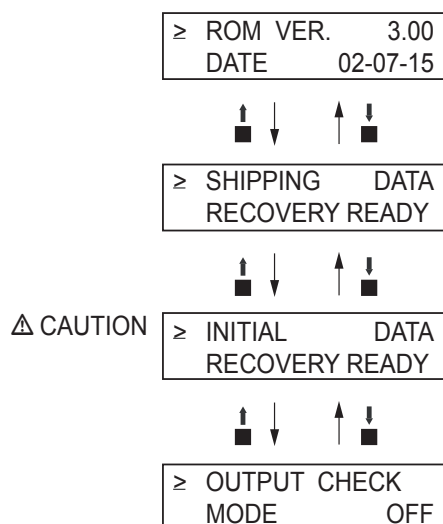 ≥ ROM VER. 3.00
DATE 02-07-15
≥ SHIPPING DATA
RECOVERY READY
⚠ CAUTION
≥ INITIAL DATA
RECOVERY READY
≥ OUTPUT CHECK
MODE OFF